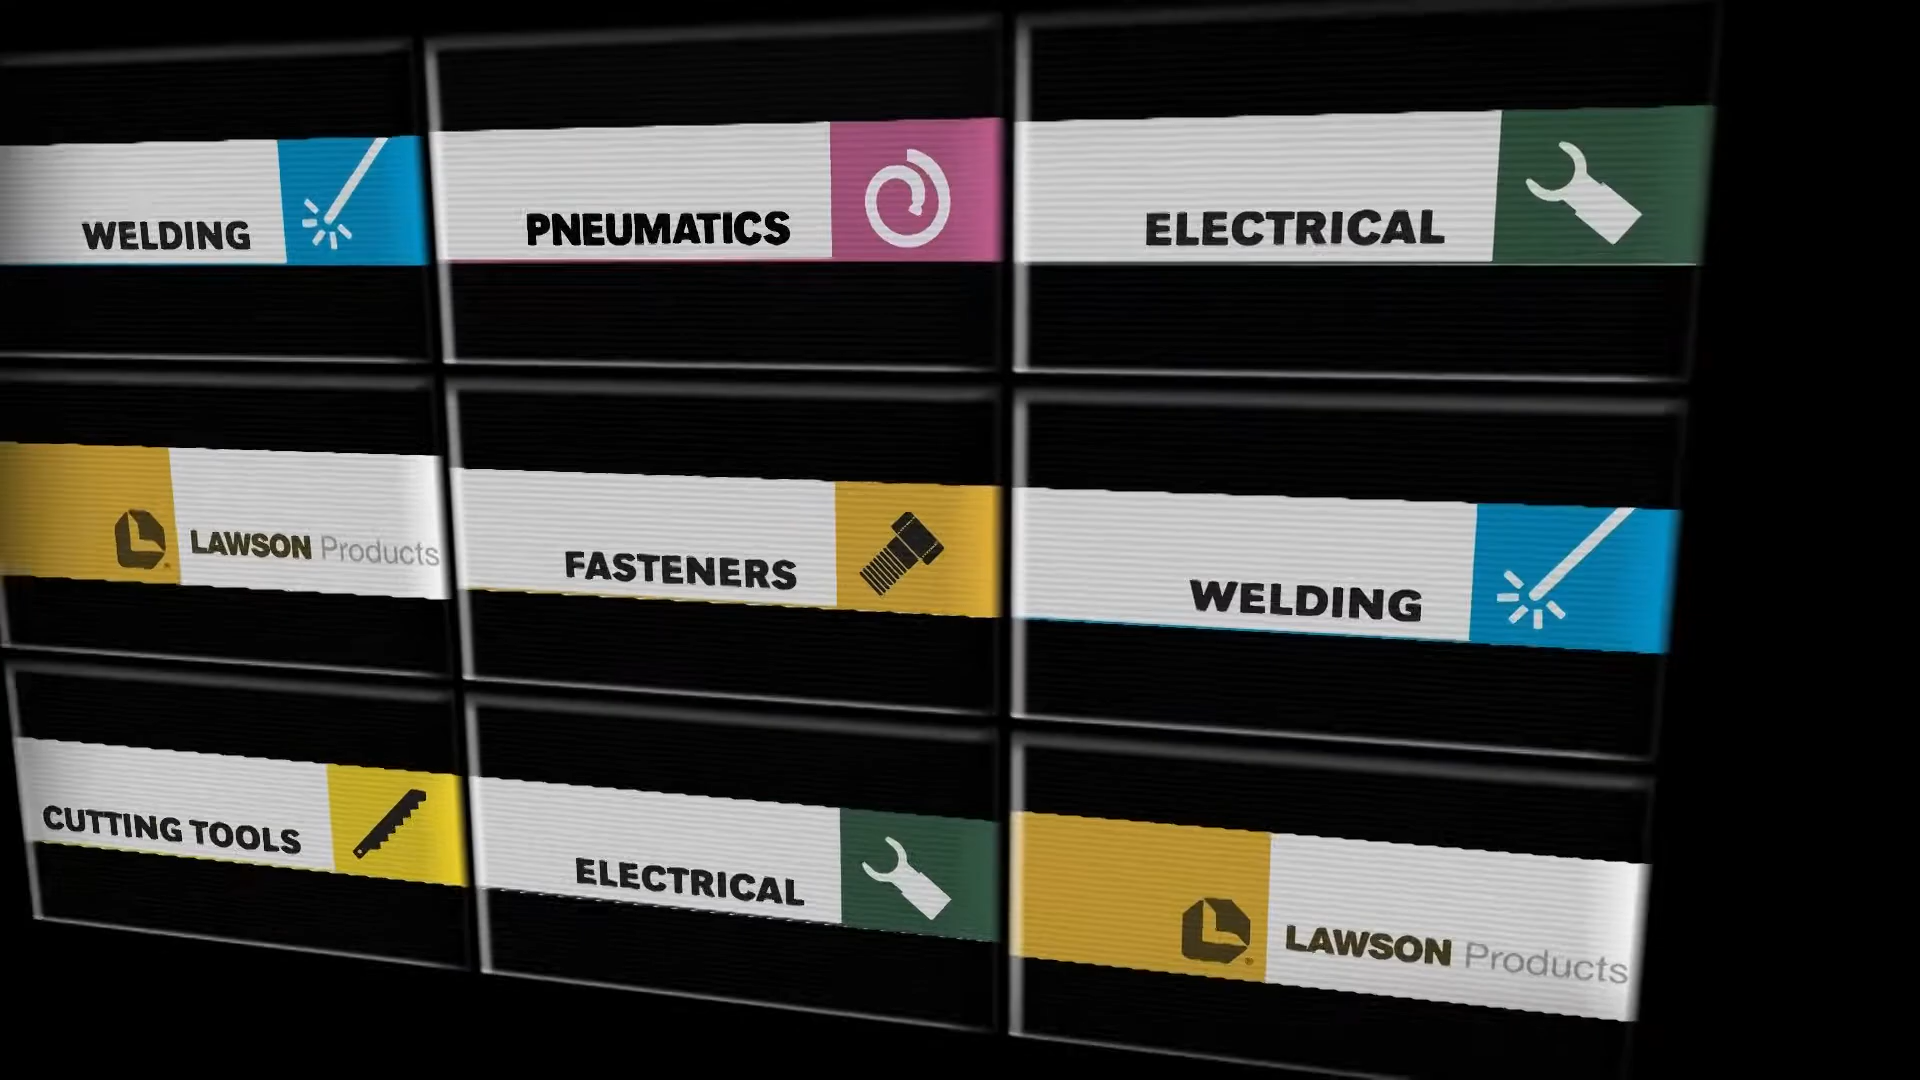 WELDING
PNEUMATICS
ELECTRICAL
LAWSON Products
FASTENERS
WELDING
CUTTING TOOLS
ELECTRICAL
LAWSON Products